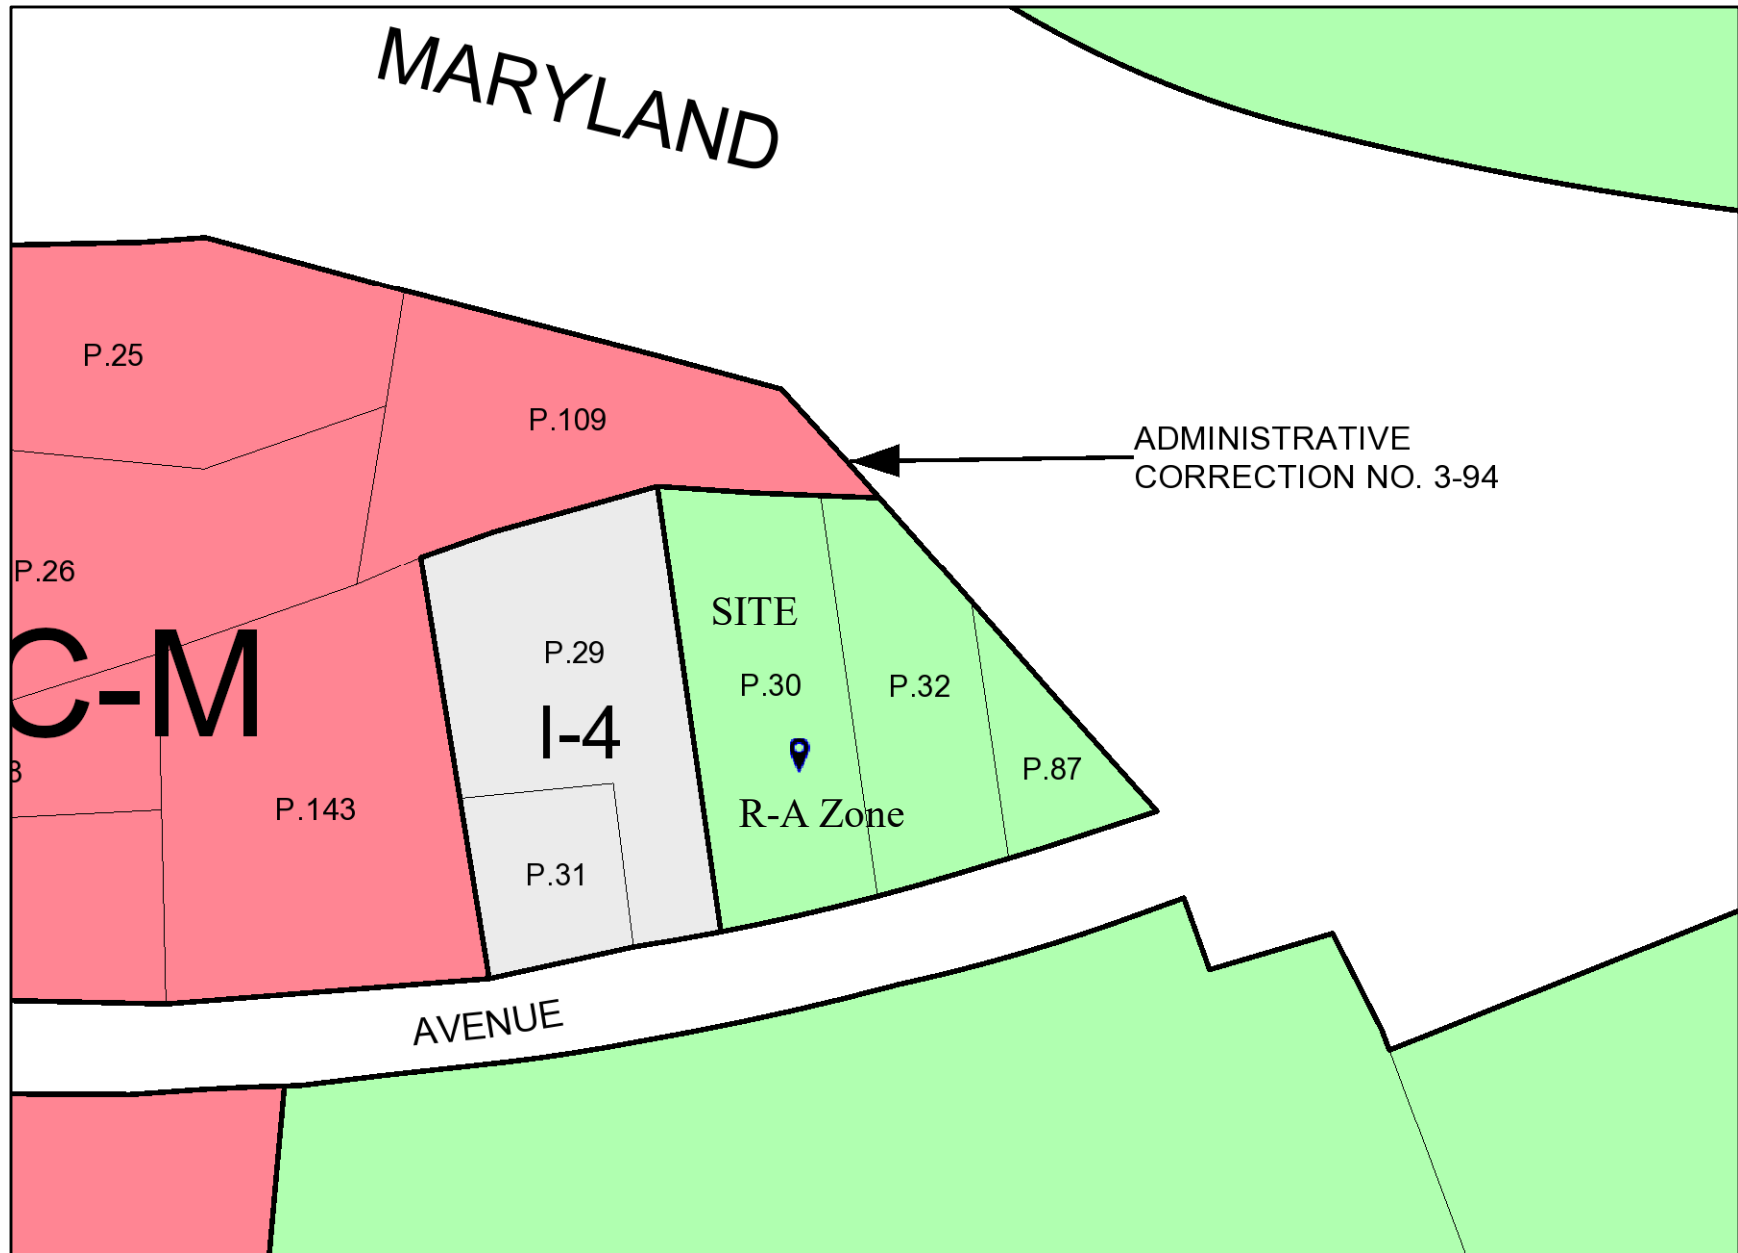 MARYLAND
P.25
P.109
ADMINISTRATIVE
CORRECTION NO. 3-94
P.26
SITE
P.29
P.30
P.32
C-M
I-4
P.87
P.143
R-A Zone
P.31
AVENUE